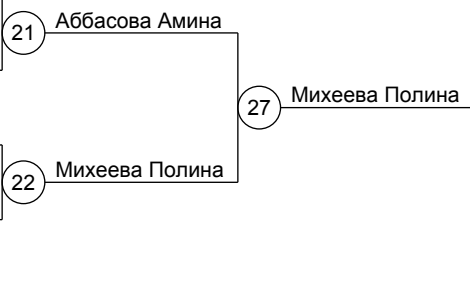 21 Аббасова Амина
27 Михеева Полина
22 Михеева Полина